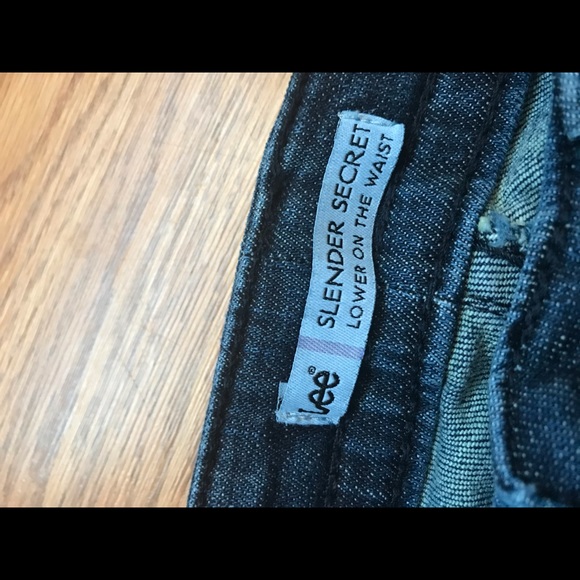 Lee®
SLENDER SECRET
LOWER ON THE WAIST